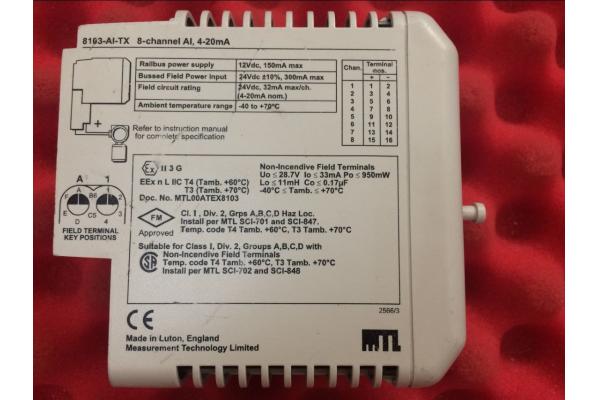 8103-AI-TX 8-channel AI, 4-20mA
Railbus power supply 12Vdc, 150mA max
Bussed Field Power Input 24Vdc ±10%, 300mA max
Field circuit rating 24Vdc, 32mA max/ch.
(4-20mA nom.)
Ambient temperature range -40 to +70°C
Chan. Terminal nos.
+ -
1 1 2
2 3 4
3 5 6
4 7 8
5 9 10
6 11 12
7 13 14
8 15 16
+
Refer to instruction manual
for complete specification
Ex II 3 G
EEx n L IIC T4 (Tamb. +60°C)
T3 (Tamb. +70°C)
Doc. No. MTL00ATEX8103
Non-Incendive Field Terminals
Uo ≤ 28.7V Io ≤ 33mA Po ≤ 950mW
Lo ≤ 11mH Co ≤ 0.17µF
-40°C ≤ Tamb. ≤ +70°C
A 1
F B6 2
E C5 3
D 4
FIELD TERMINAL
KEY POSITIONS
FM
Approved
Cl. I, Div. 2, Grps A,B,C,D Haz Loc.
Install per MTL SCI-701 and SCI-847.
Temp. code T4 Tamb. +60°C, T3 Tamb. +70°C
Suitable for Class I, Div. 2, Groups A,B,C,D with
Non-Incendive Field Terminals
Temp. code T4 Tamb. +60°C, T3 Tamb. +70°C
Install per MTL SCI-702 and SCI-848
2566/3
CE
Made in Luton, England
Measurement Technology Limited
MTL